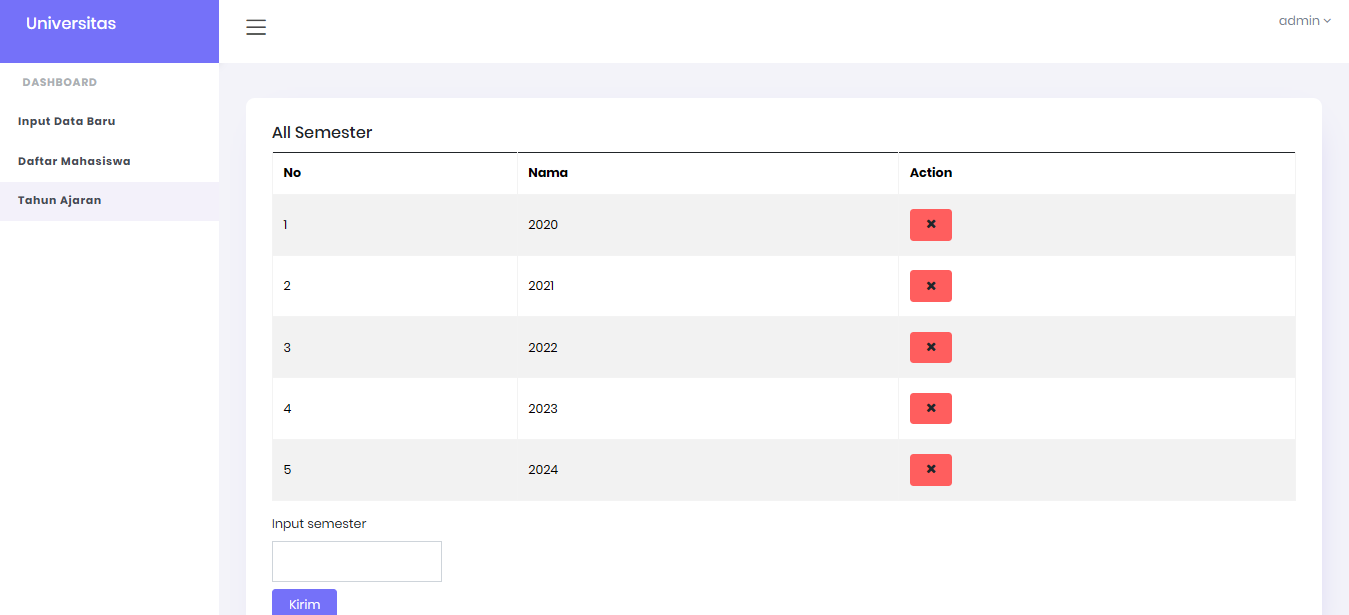 Universitas
admin
DASHBOARD
Input Data Baru
Daftar Mahasiswa
Tahun Ajaran
All Semester
No Nama Action
1 2020
2 2021
3 2022
4 2023
5 2024
Input semester
Kirim